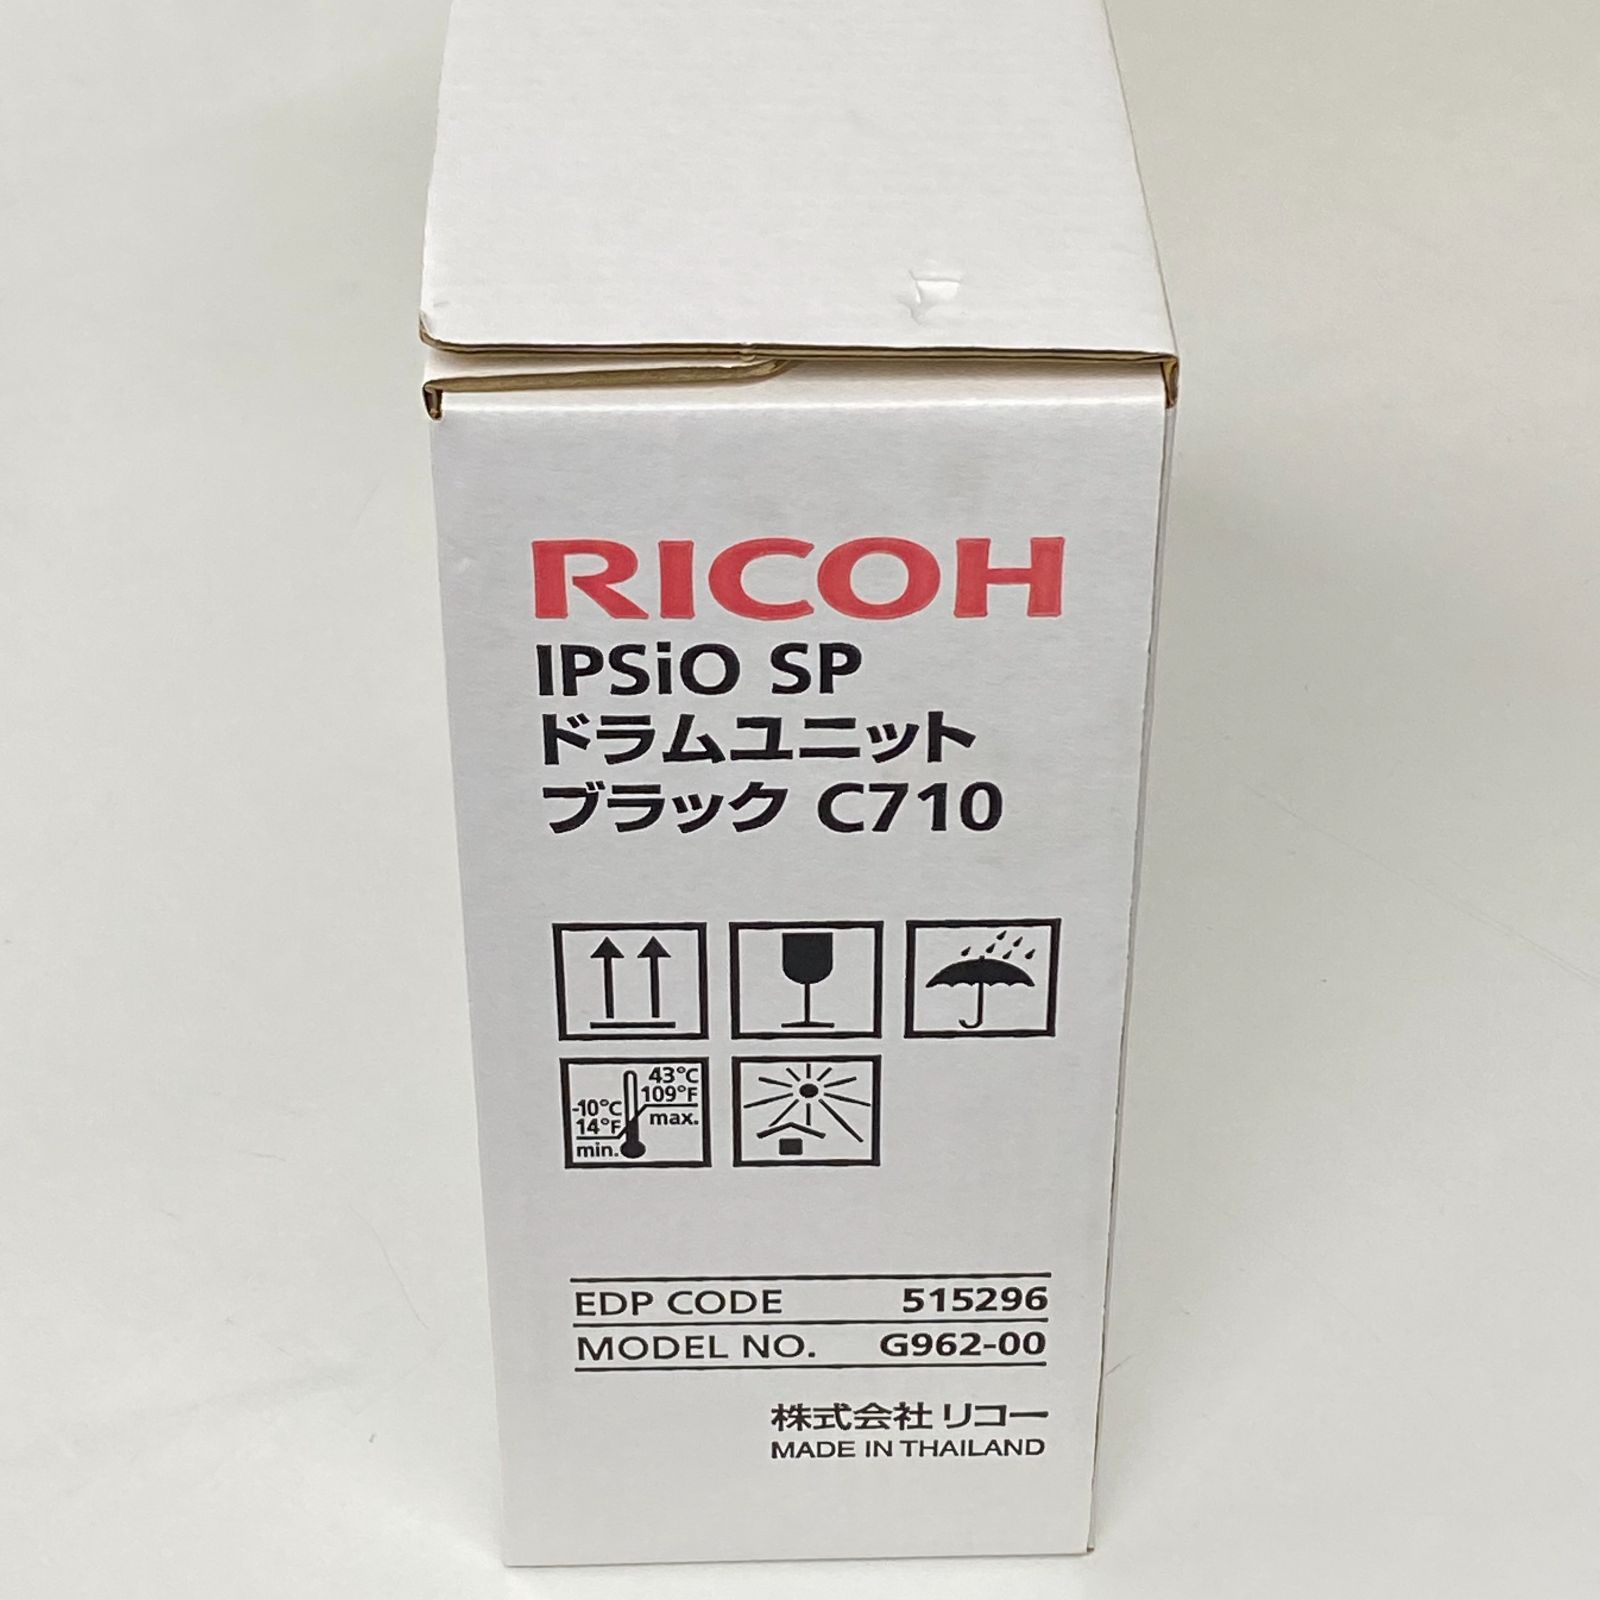 RICOH
IPSiO SP
ドラムユニット
ブラック C710
43°C
109°F
max.
-10°C
14°F
min.
EDP CODE 515296
MODEL NO. G962-00
株式会社 リコー
MADE IN THAILAND